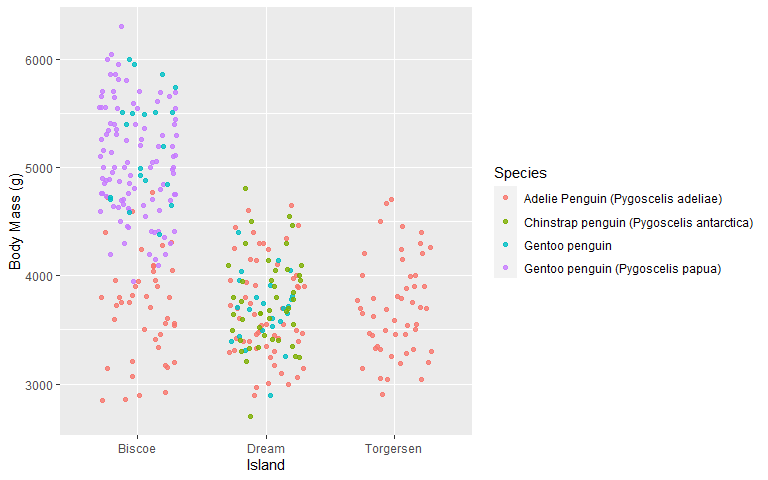 Body Mass (g)
6000
5000
4000
3000
Biscoe
Dream
Torgersen
Island
Species
Adelie Penguin (Pygoscelis adeliae)
Chinstrap penguin (Pygoscelis antarctica)
Gentoo penguin
Gentoo penguin (Pygoscelis papua)